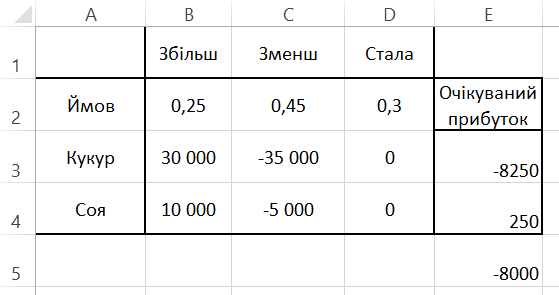 A B C D E
1 Збільш Зменш Стала
2 Ймов 0,25 0,45 0,3 Очікуваний
прибуток
3 Кукур 30 000 -35 000 0 -8250
4 Соя 10 000 -5 000 0 250
5 -8000